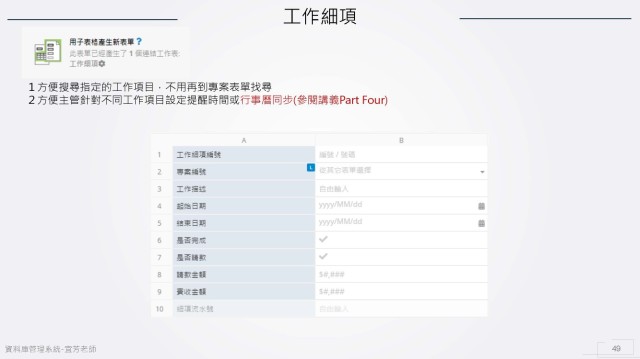 工作細項
用子表格產生新表單 ?
此表單已經產生了 1 個連結工作表:
工作細項
1 方便搜尋指定的工作項目，不用再到專案表單找尋
2 方便主管針對不同工作項目設定提醒時間或行事曆同步(參閱講義Part Four)
A B
1 工作細項編號 編號 / 號碼
2 專案編號 L 從其它表單選擇
3 工作描述 自由輸入
4 起始日期 yyyy/MM/dd
5 結束日期 yyyy/MM/dd
6 是否完成
7 是否請款
8 請款金額 $#,###
9 實收金額 $#,###
10 細項流水號 自由輸入
資料庫管理系統-宜芳老師
49